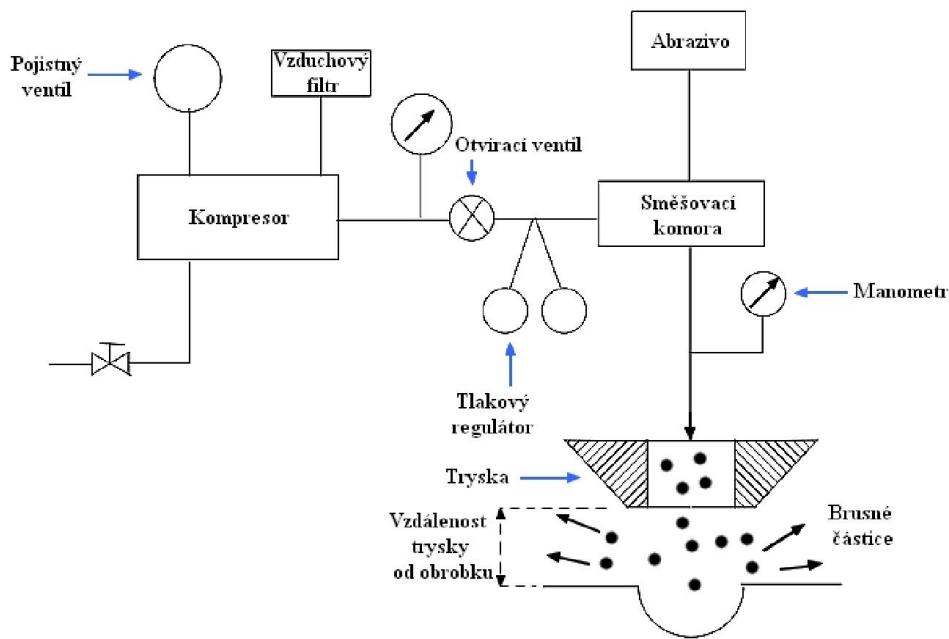 Pojistný
ventil
Vzduchový
filtr
Abrazivo
Otvírací ventil
Kompresor
Směšovací
komora
Manometr
Tlakový
regulátor
Tryska
Vzdálenost
trysky
od obrobku
Brusné
částice